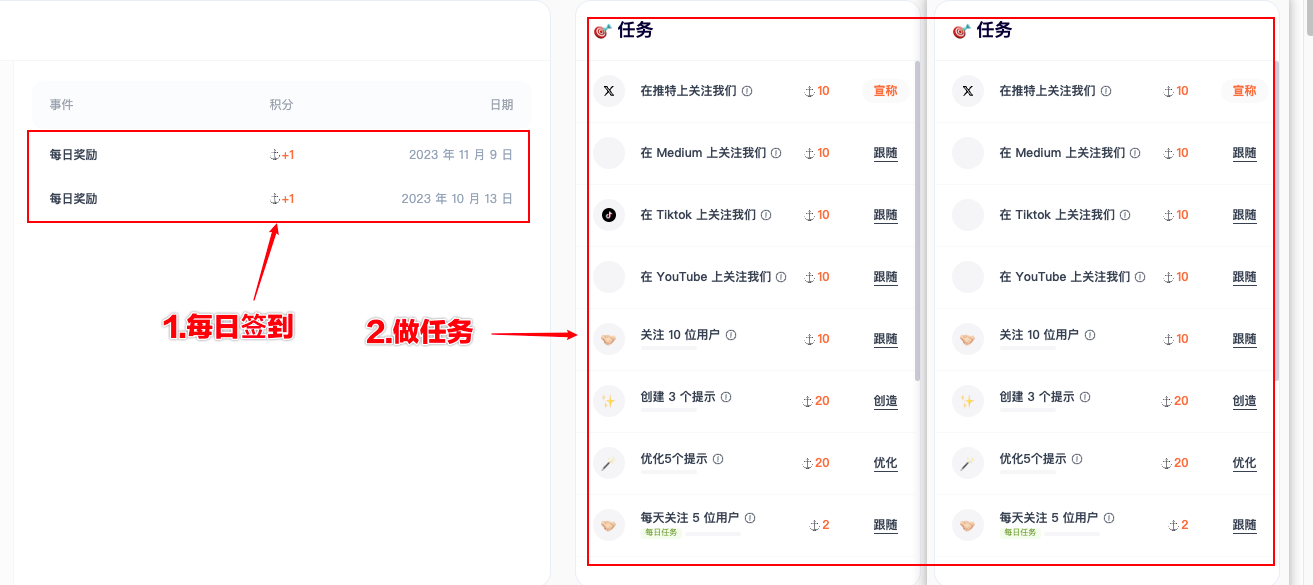 事件 积分 日期
每日奖励 +1 2023 年 11 月 9 日
每日奖励 +1 2023 年 10 月 13 日
1.每日签到
2.做任务
任务
在推特上关注我们 10 宣称
在 Medium 上关注我们 10 跟随
在 Tiktok 上关注我们 10 跟随
在 YouTube 上关注我们 10 跟随
关注 10 位用户 10 跟随
创建 3 个提示 20 创造
优化5个提示 20 优化
每天关注 5 位用户 2 跟随
每日任务
任务
在推特上关注我们 10 宣称
在 Medium 上关注我们 10 跟随
在 Tiktok 上关注我们 10 跟随
在 YouTube 上关注我们 10 跟随
关注 10 位用户 10 跟随
创建 3 个提示 20 创造
优化5个提示 20 优化
每天关注 5 位用户 2 跟随
每日任务